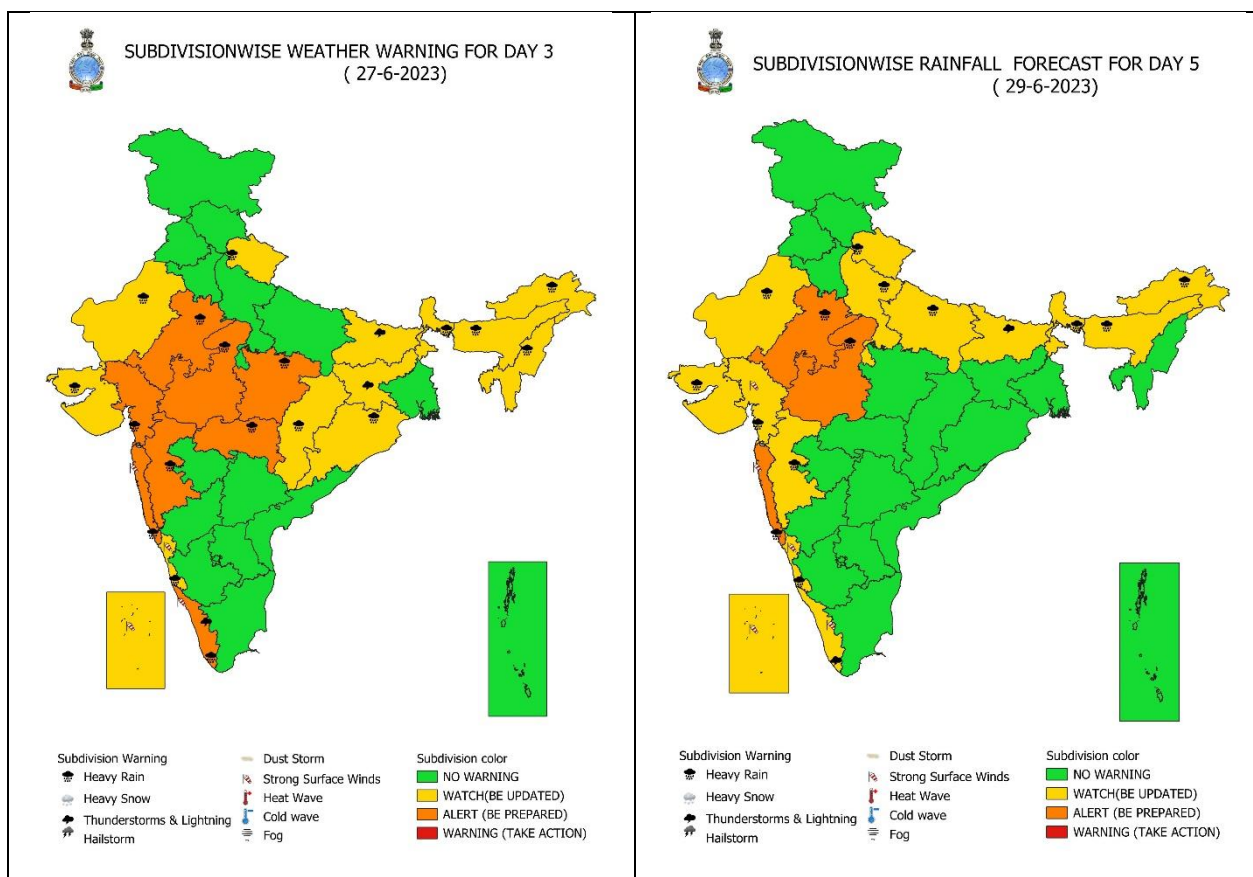 SUBDIVISIONWISE WEATHER WARNING FOR DAY 3
( 27-6-2023)
Subdivision Warning
Heavy Rain
Heavy Snow
Thunderstorms & Lightning
Hailstorm
Dust Storm
Strong Surface Winds
Heat Wave
Cold wave
Fog
Subdivision color
NO WARNING
WATCH(BE UPDATED)
ALERT (BE PREPARED)
WARNING (TAKE ACTION)
SUBDIVISIONWISE RAINFALL FORECAST FOR DAY 5
( 29-6-2023)
Subdivision Warning
Heavy Rain
Heavy Snow
Thunderstorms & Lightning
Hailstorm
Dust Storm
Strong Surface Winds
Heat Wave
Cold wave
Fog
Subdivision color
NO WARNING
WATCH(BE UPDATED)
ALERT (BE PREPARED)
WARNING (TAKE ACTION)